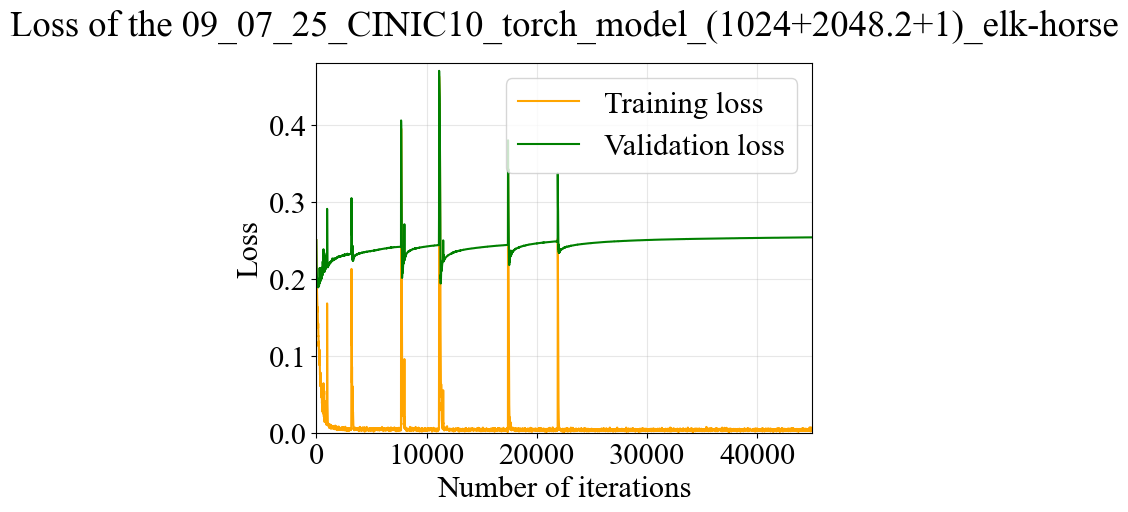 Loss of the 09_07_25_CINIC10_torch_model_(1024+2048.2+1)_elk-horse
Training loss
Validation loss
0.4
0.3
0.2
0.1
0.0
Loss
0
10000
20000
30000
40000
Number of iterations